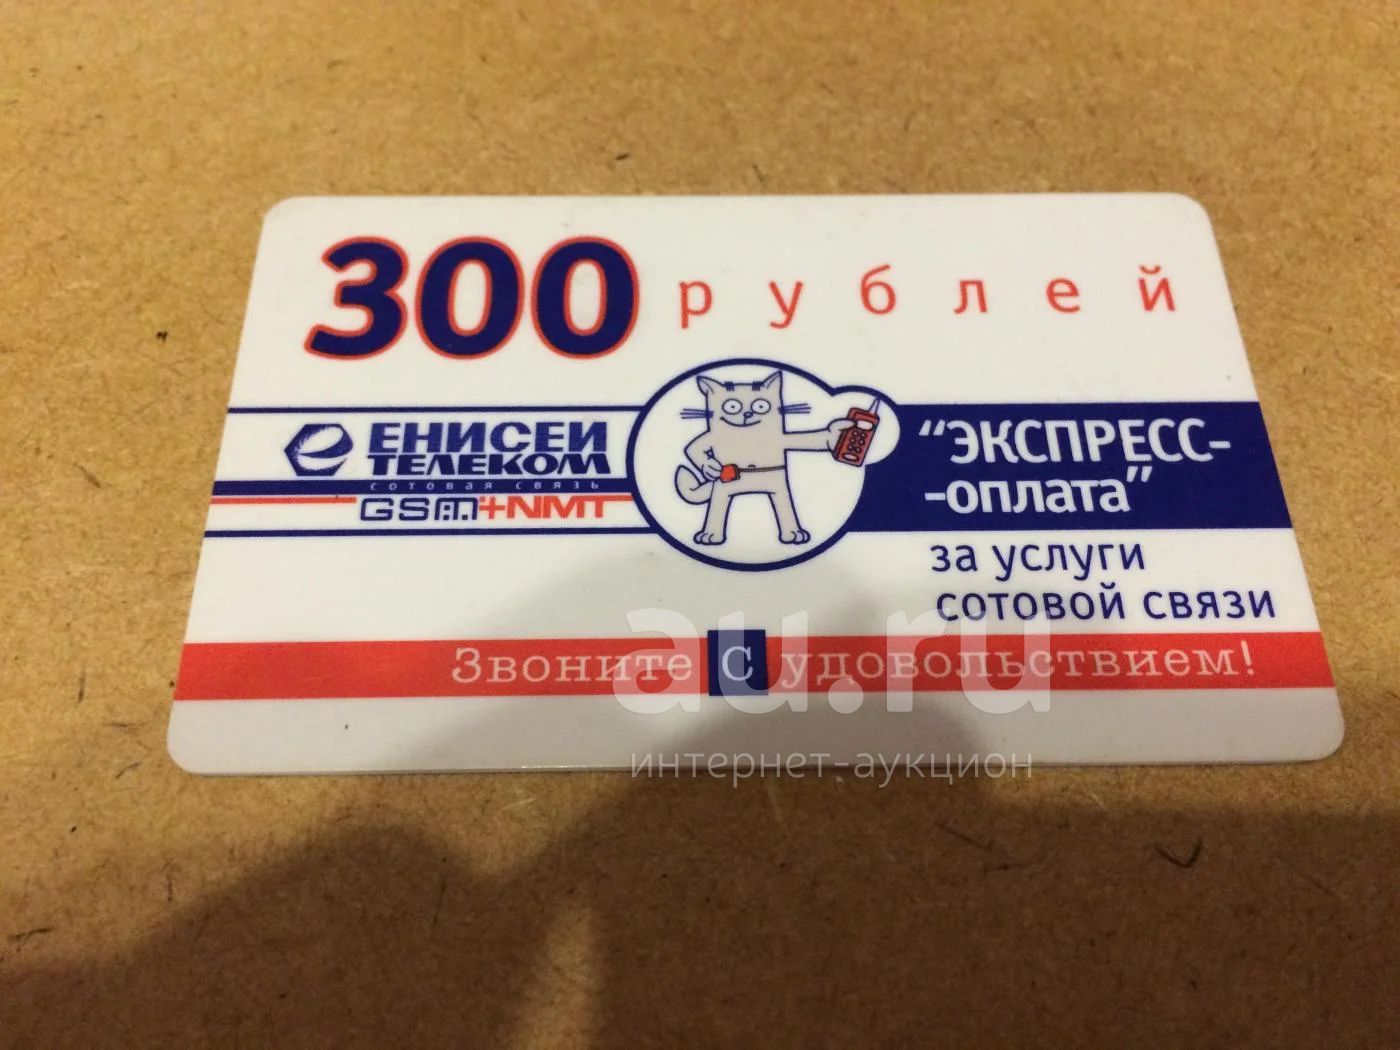 300 рублей
ЕНИСЕЙ
ТЕЛЕКОМ
сотовая связь
GSM+NMT
“ЭКСПРЕСС-
-оплата”
за услуги
сотовой связи
Звоните С удовольствием!
au.ru
интернет-аукцион